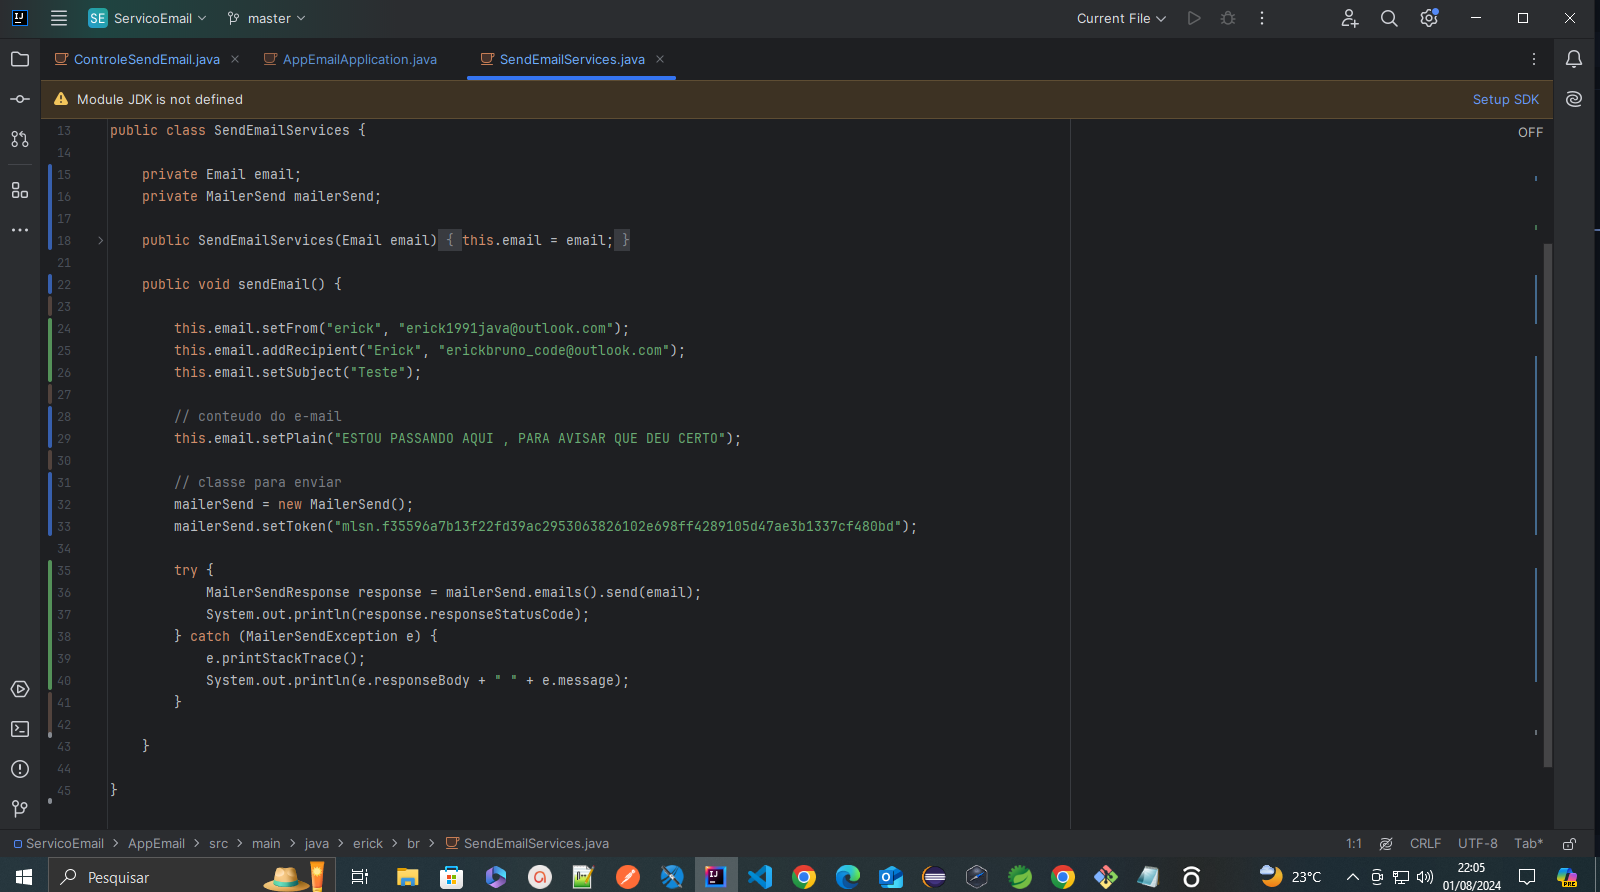 SE ServicoEmail master Current File
ControleSendEmail.java AppEmailApplication.java SendEmailServices.java
Module JDK is not defined Setup SDK
OFF
13 public class SendEmailServices {
14
15 private Email email;
16 private MailerSend mailerSend;
17
18 public SendEmailServices(Email email) { this.email = email; }
21
22 public void sendEmail() {
23
24 this.email.setFrom("erick", "erick1991java@outlook.com");
25 this.email.addRecipient("Erick", "erickbruno_code@outlook.com");
26 this.email.setSubject("Teste");
27
28 // conteudo do e-mail
29 this.email.setPlain("ESTOU PASSANDO AQUI , PARA AVISAR QUE DEU CERTO");
30
31 // classe para enviar
32 mailerSend = new MailerSend();
33 mailerSend.setToken("mlsn.f35596a7b13f22fd39ac2953063826102e698ff4289105d47ae3b1337cf480bd");
34
35 try {
36 MailerSendResponse response = mailerSend.emails().send(email);
37 System.out.println(response.responseStatusCode);
38 } catch (MailerSendException e) {
39 e.printStackTrace();
40 System.out.println(e.responseBody + " " + e.message);
41 }
42
43 }
44
45 }
ServicoEmail > AppEmail > src > main > java > erick > br > SendEmailServices.java 1:1 CRLF UTF-8 Tab*
Pesquisar 23°C 22:05
01/08/2024